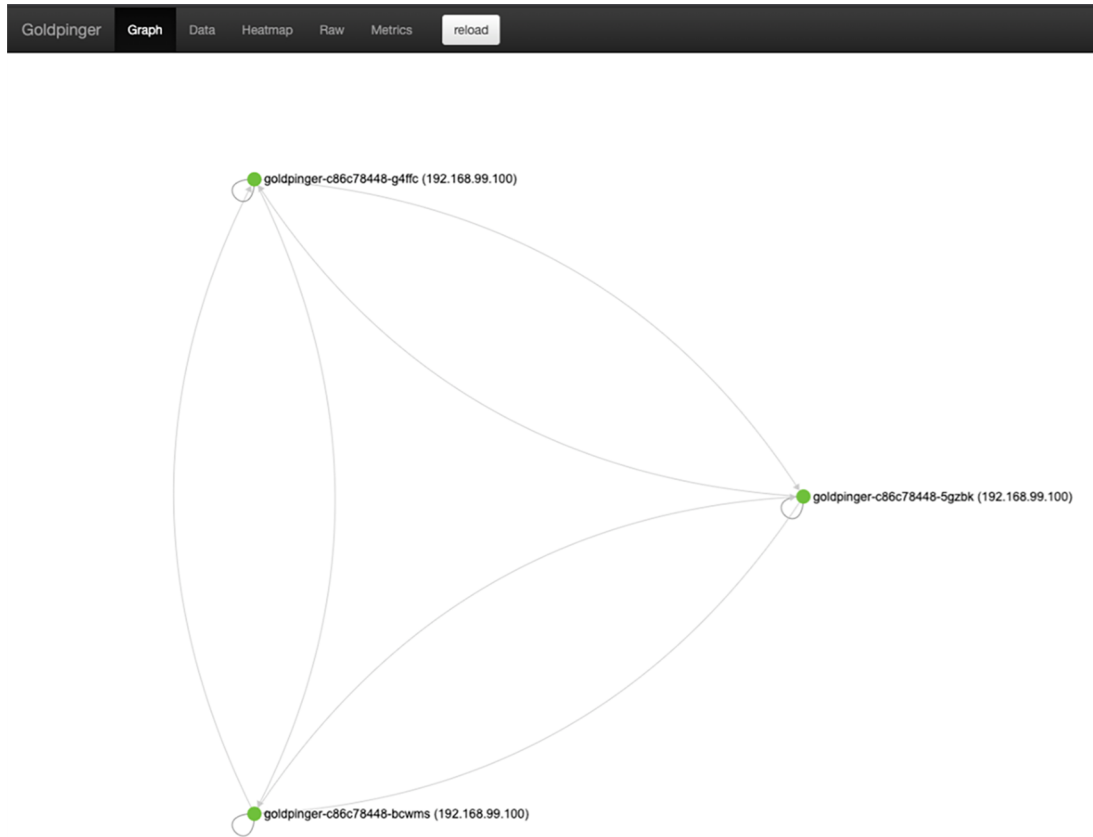 Goldpinger Graph Data Heatmap Raw Metrics reload
goldpinger-c86c78448-g4ffc (192.168.99.100)
goldpinger-c86c78448-5gzbk (192.168.99.100)
goldpinger-c86c78448-bcwms (192.168.99.100)